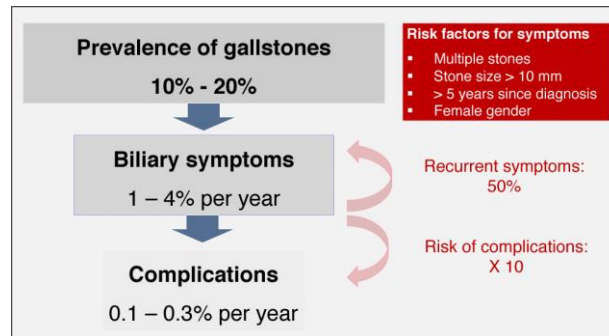 Prevalence of gallstones
10% - 20%
Risk factors for symptoms
▪ Multiple stones
▪ Stone size > 10 mm
▪ > 5 years since diagnosis
▪ Female gender
Biliary symptoms
1 – 4% per year
Recurrent symptoms:
50%
Risk of complications:
X 10
Complications
0.1 – 0.3% per year